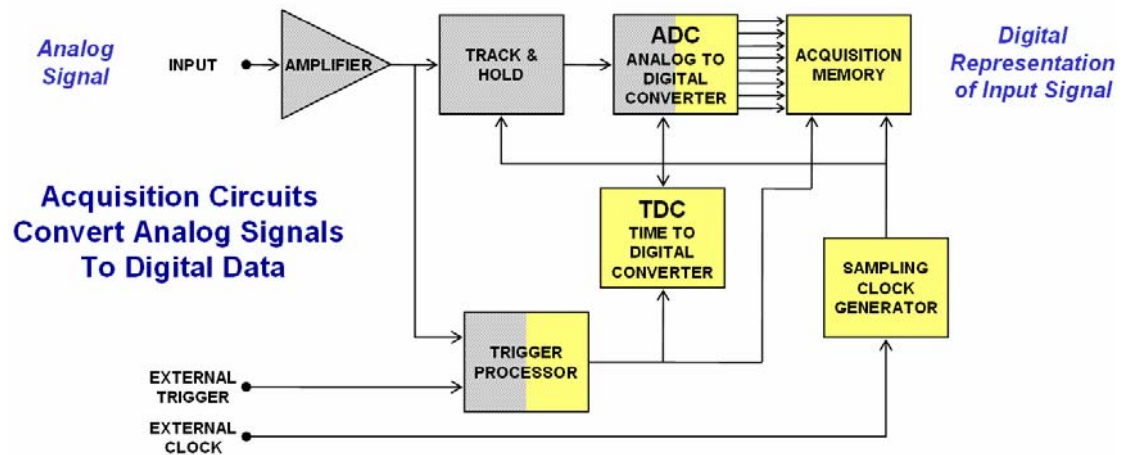 Analog
Signal
INPUT
AMPLIFIER
TRACK &
HOLD
ADC
ANALOG TO
DIGITAL
CONVERTER
ACQUISITION
MEMORY
Digital
Representation
of Input Signal
Acquisition Circuits
Convert Analog Signals
To Digital Data
TDC
TIME TO
DIGITAL
CONVERTER
SAMPLING
CLOCK
GENERATOR
TRIGGER
PROCESSOR
EXTERNAL
TRIGGER
EXTERNAL
CLOCK